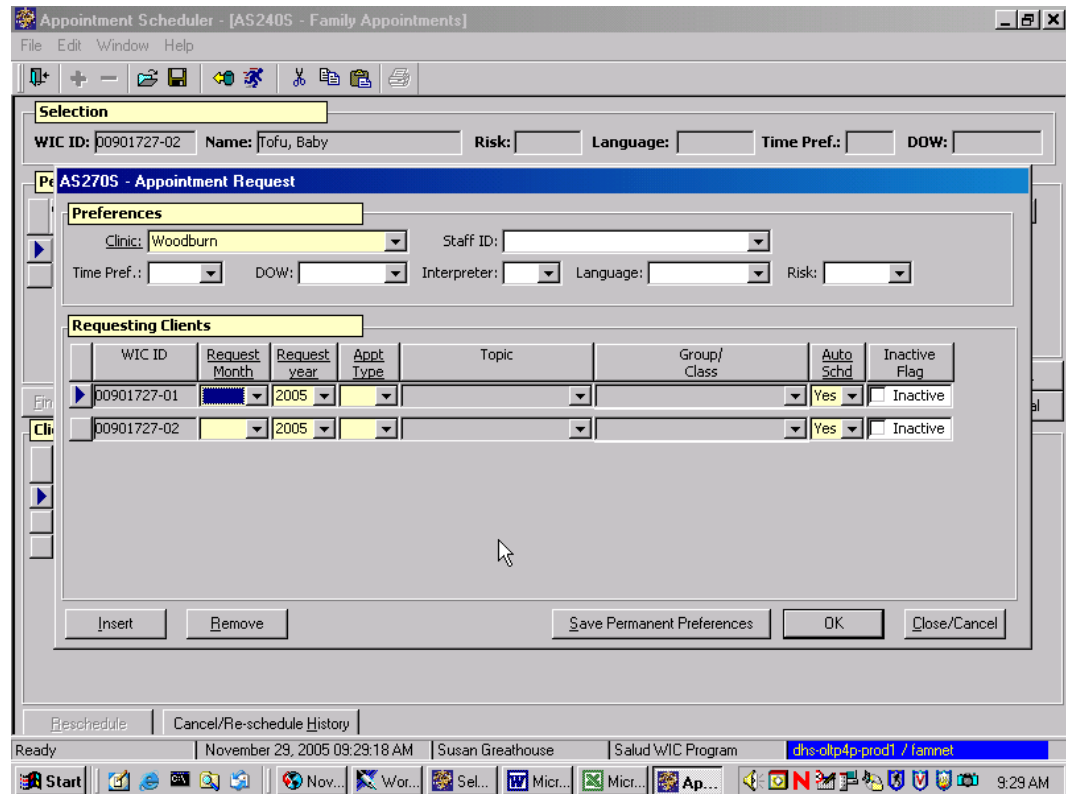 Appointment Scheduler - [AS240S - Family Appointments]
File Edit Window Help
Selection
WIC ID: 00901727-02 Name: Tofu, Baby Risk: Language: Time Pref.: DOW:
AS270S - Appointment Request
Preferences
Clinic: Woodburn Staff ID:
Time Pref.: DOW: Interpreter: Language: Risk:
Requesting Clients
WIC ID Request Month Request year Appt Type Topic Group/ Class Auto Schd Inactive Flag
00901727-01 2005 Yes Inactive
00901727-02 2005 Yes Inactive
Insert Remove Save Permanent Preferences OK Close/Cancel
Reschedule Cancel/Re-schedule History
Ready November 29, 2005 09:29:18 AM Susan Greathouse Salud WIC Program dhs-oltp4p-prod1 / famnet
Start Nov... Wor... Sel... Micr... Micr... Ap... 9:29 AM